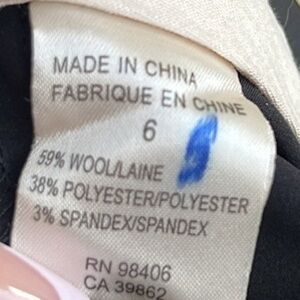 MADE IN CHINA
FABRIQUE EN CHINE
6
59% WOOL/LAINE
38% POLYESTER/POLYESTER
3% SPANDEX/SPANDEX
RN 98406
CA 39862